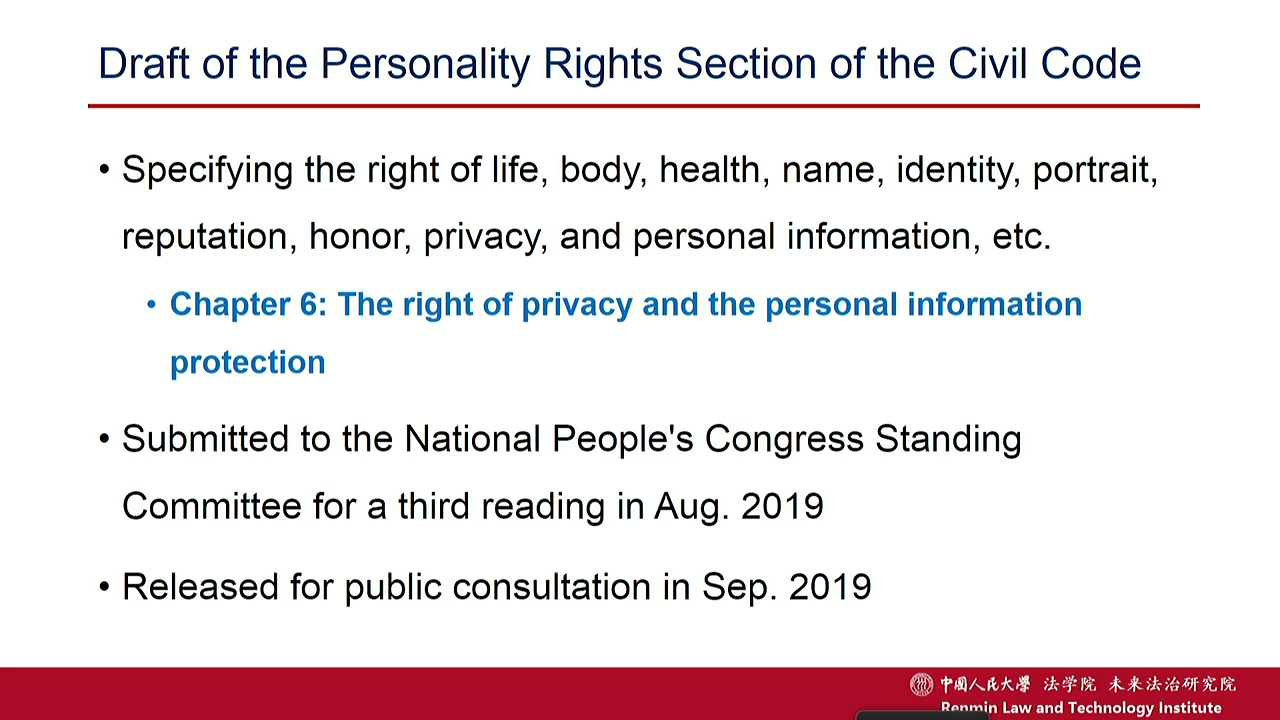 Draft of the Personality Rights Section of the Civil Code
• Specifying the right of life, body, health, name, identity, portrait,
reputation, honor, privacy, and personal information, etc.
• Chapter 6: The right of privacy and the personal information
protection
• Submitted to the National People's Congress Standing
Committee for a third reading in Aug. 2019
• Released for public consultation in Sep. 2019
中國人民大學 法学院 未来法治研究院
Renmin Law and Technology Institute